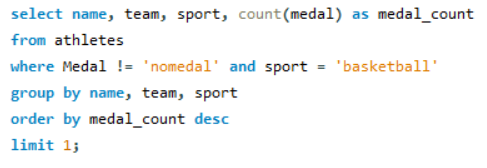 select name, team, sport, count(medal) as medal_count
from athletes
where Medal != 'nomedal' and sport = 'basketball'
group by name, team, sport
order by medal_count desc
limit 1;